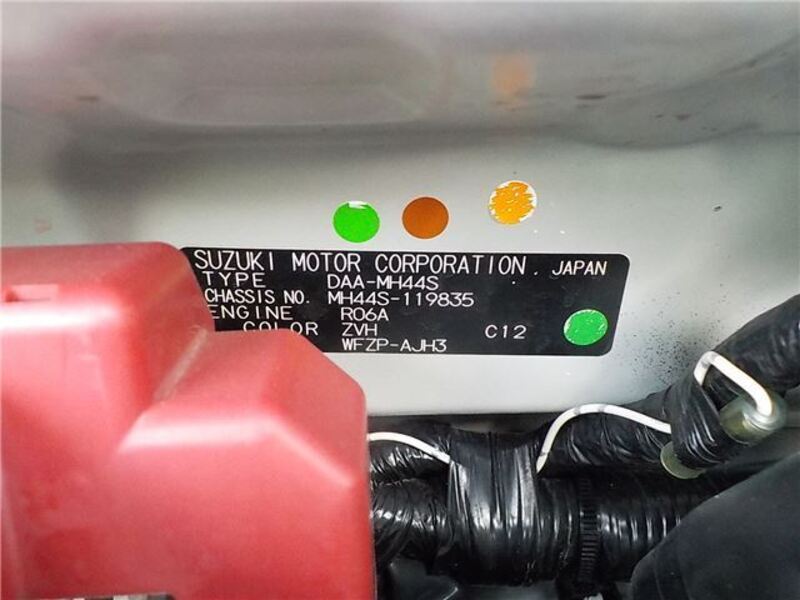 SUZUKI MOTOR CORPORATION. JAPAN
TYPE DAA-MH44S
CHASSIS NO. MH44S-119835
ENGINE R06A
COLOR ZVH C12
WFZP-AJH3